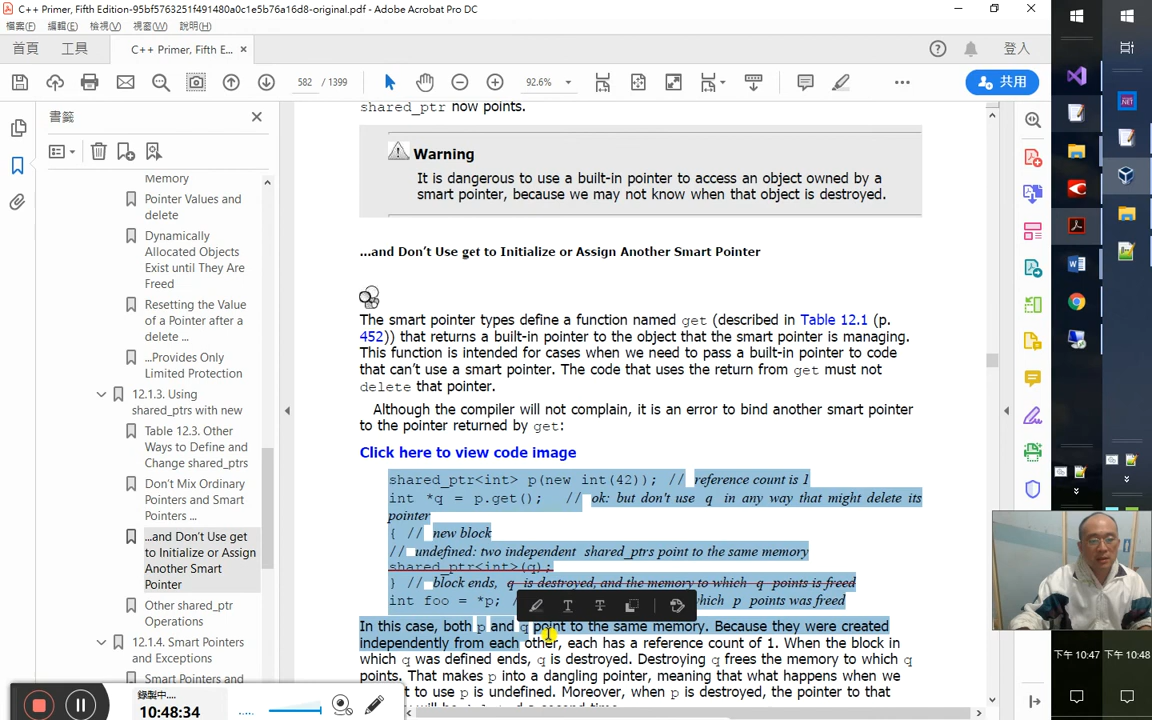 C++ Primer, Fifth Edition-95bf5763251f491480a0c1e5b76a16d8-original.pdf - Adobe Acrobat Pro DC
檔案(F) 編輯(E) 檢視(V) 視窗(W) 說明(H)
首頁 工具 C++ Primer, Fifth E... × 登入
582 / 1399 92.6% 共用
書籤
Memory
Pointer Values and
delete
Dynamically
Allocated Objects
Exist until They Are
Freed
Resetting the Value
of a Pointer after a
delete ...
...Provides Only
Limited Protection
12.1.3. Using
shared_ptrs with new
Table 12.3. Other
Ways to Define and
Change shared_ptrs
Don't Mix Ordinary
Pointers and Smart
Pointers ...
...and Don't Use get
to Initialize or Assign
Another Smart
Pointer
Other shared_ptr
Operations
12.1.4. Smart Pointers
and Exceptions
Smart Pointers and
shared_ptr now points.
Warning
It is dangerous to use a built-in pointer to access an object owned by a
smart pointer, because we may not know when that object is destroyed.
...and Don't Use get to Initialize or Assign Another Smart Pointer
The smart pointer types define a function named get (described in Table 12.1 (p.
452)) that returns a built-in pointer to the object that the smart pointer is managing.
This function is intended for cases when we need to pass a built-in pointer to code
that can't use a smart pointer. The code that uses the return from get must not
delete that pointer.
Although the compiler will not complain, it is an error to bind another smart pointer
to the pointer returned by get:
Click here to view code image
shared_ptr<int> p(new int(42)); // reference count is 1
int *q = p.get(); // ok: but don't use q in any way that might delete its
pointer
{ // new block
// undefined: two independent shared_ptrs point to the same memory
shared_ptr<int>(q);
} // block ends, q is destroyed, and the memory to which q points is freed
int foo = *p; // which p points was freed
In this case, both p and q point to the same memory. Because they were created
independently from each other, each has a reference count of 1. When the block in
which q was defined ends, q is destroyed. Destroying q frees the memory to which q
points. That makes p into a dangling pointer, meaning that what happens when we
to use p is undefined. Moreover, when p is destroyed, the pointer to that
錄製中....
10:48:34
下午 10:47
下午 10:48